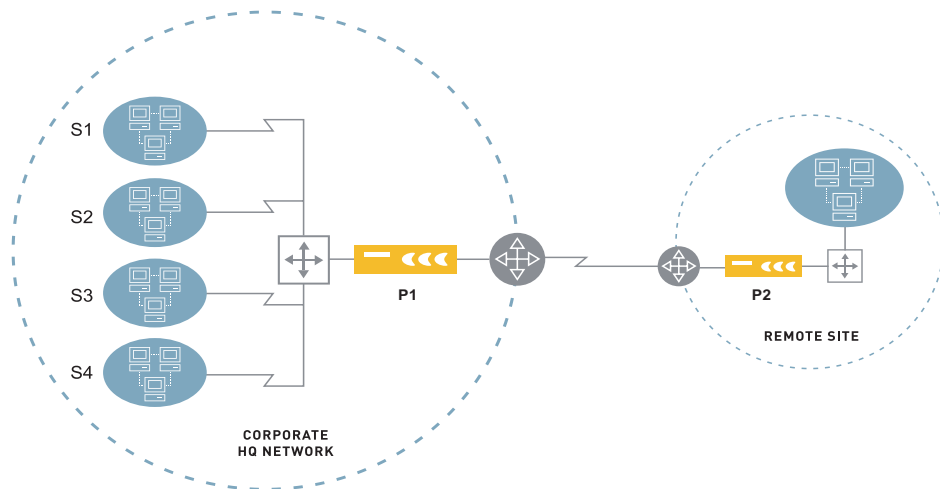 S1
S2
S3
S4
P1
P2
REMOTE SITE
CORPORATE
HQ NETWORK